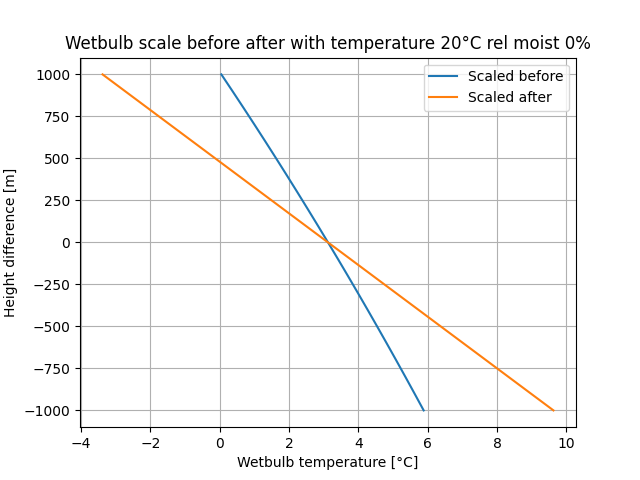 Wetbulb scale before after with temperature 20°C rel moist 0%
Scaled before
Scaled after
1000
750
500
250
0
−250
−500
−750
−1000
Height difference [m]
−4 −2 0 2 4 6 8 10
Wetbulb temperature [°C]